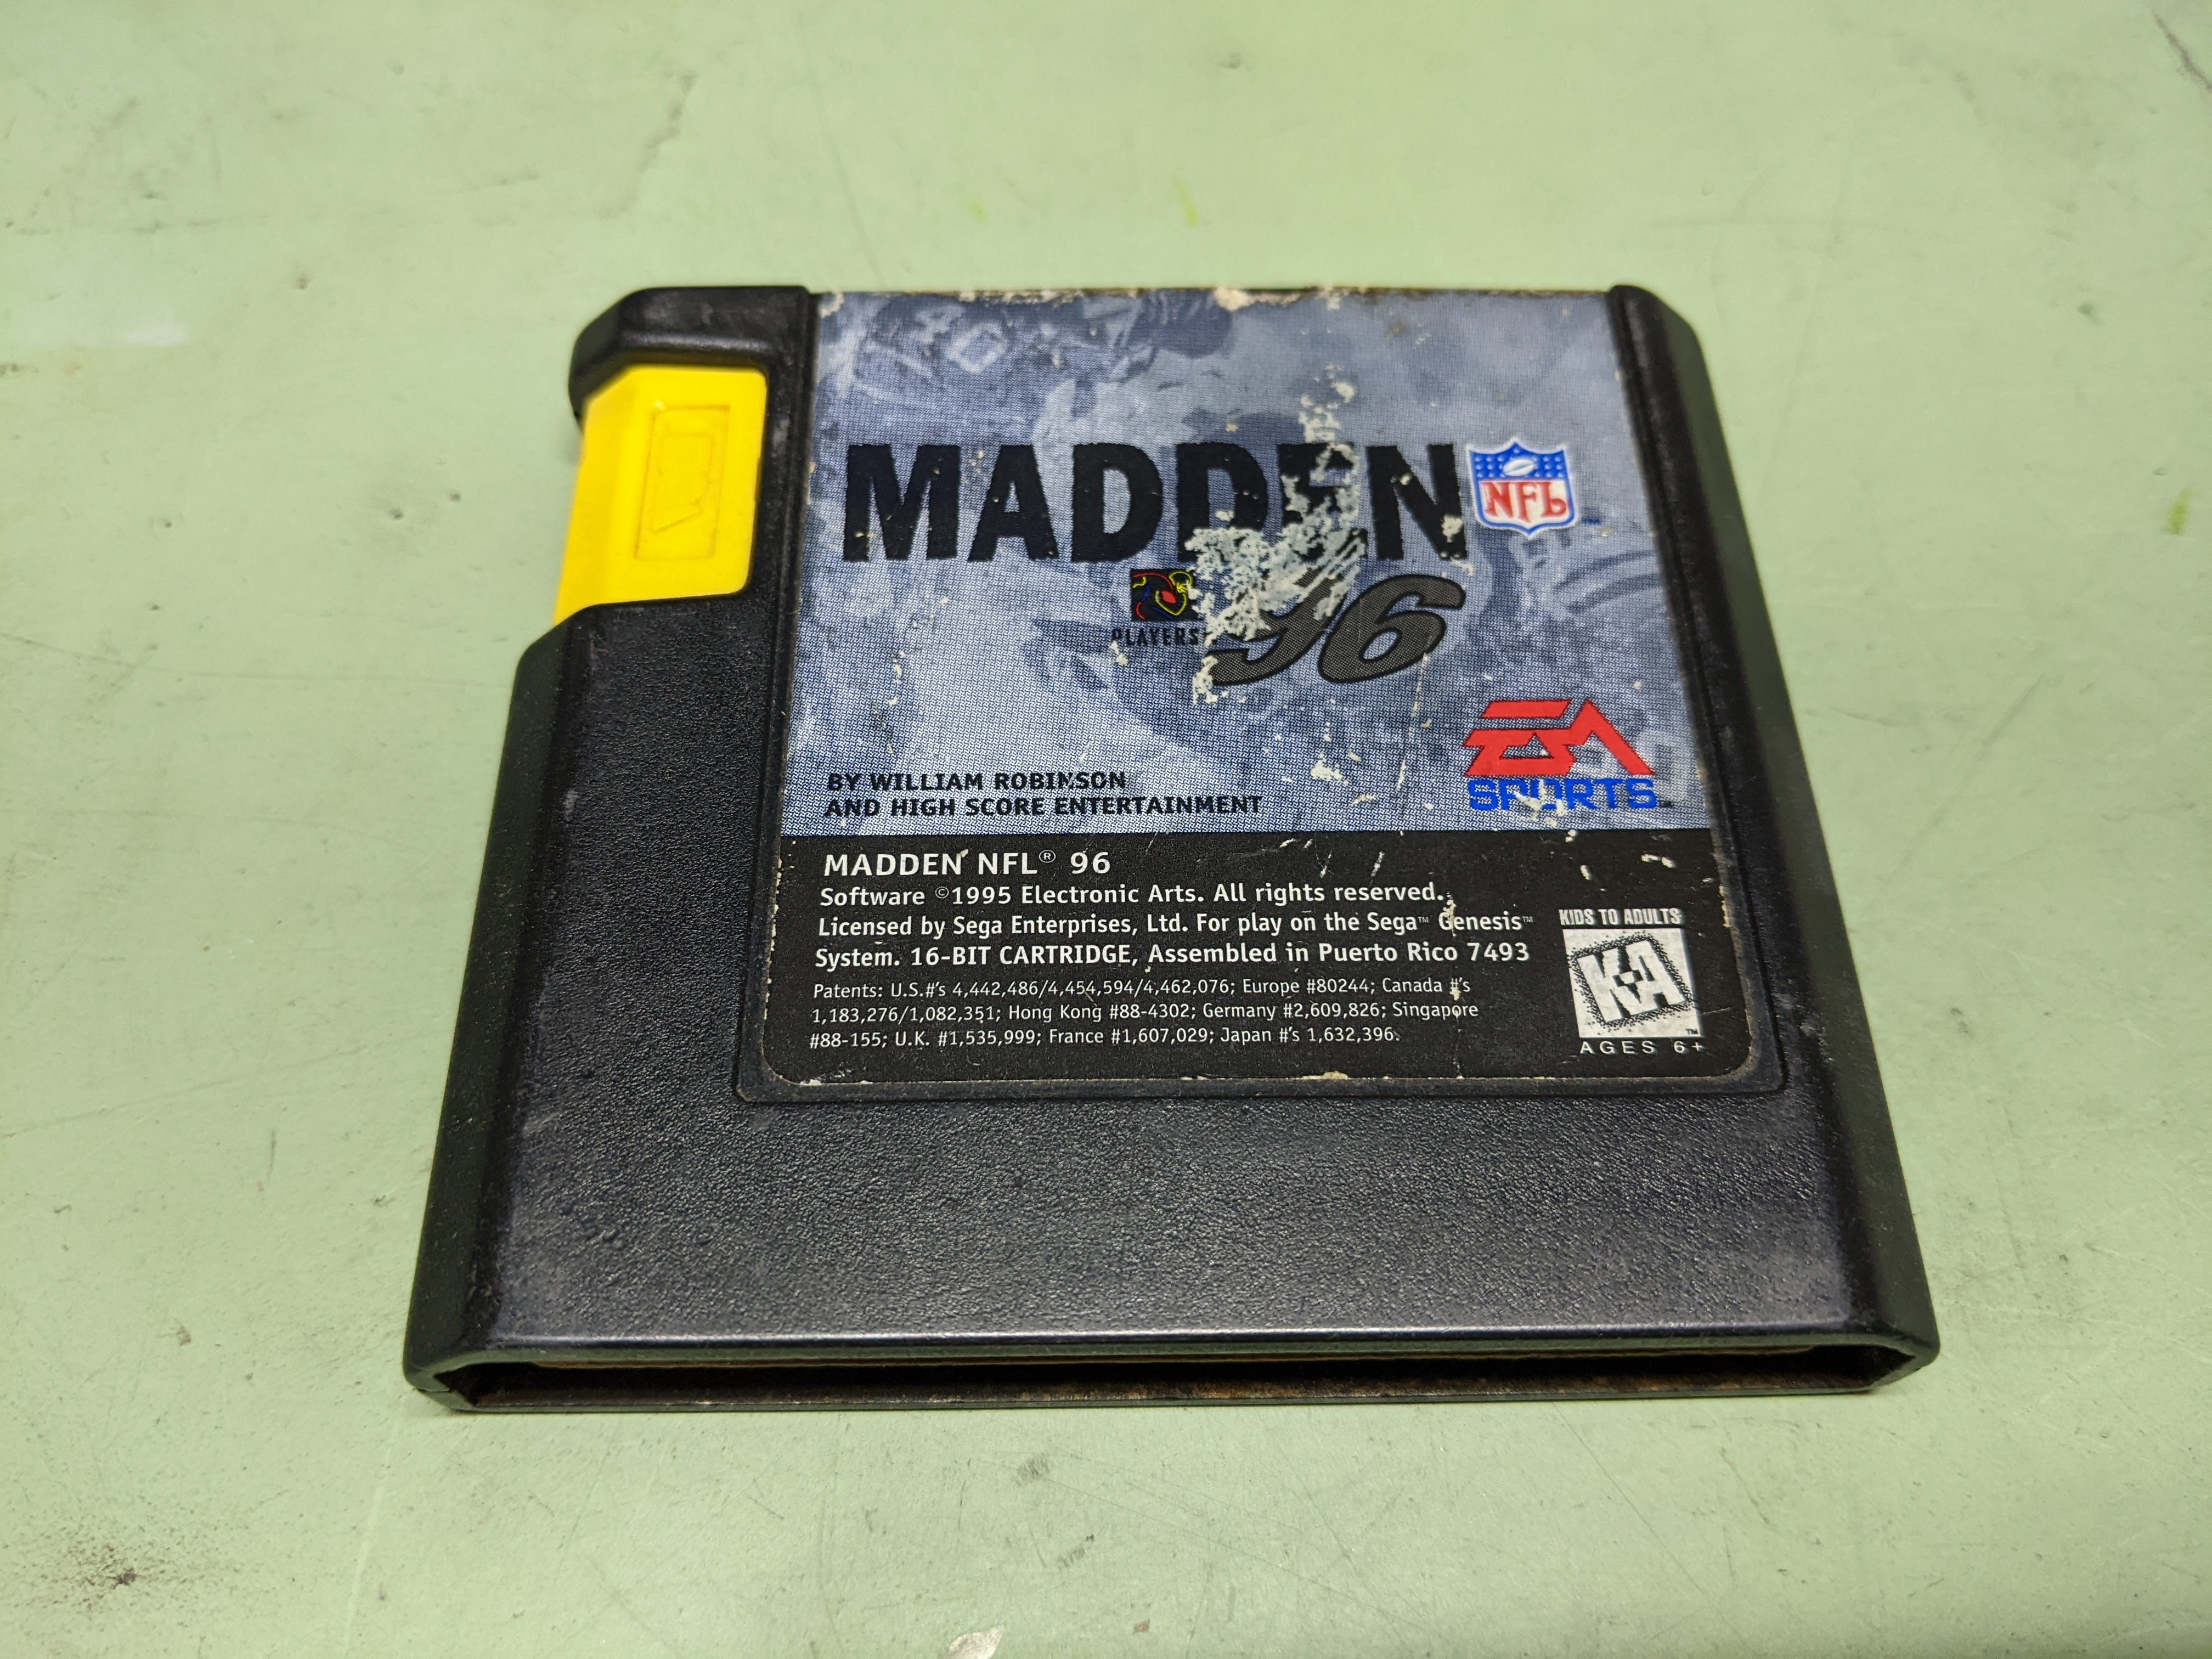 MADDEN
NFL
PLAYERS 96
EA
SPORTS
BY WILLIAM ROBINSON
AND HIGH SCORE ENTERTAINMENT
MADDEN NFL® 96
Software ©1995 Electronic Arts. All rights reserved.
Licensed by Sega Enterprises, Ltd. For play on the Sega™ Genesis™
System. 16-BIT CARTRIDGE, Assembled in Puerto Rico 7493
Patents: U.S.#'s 4,442,486/4,454,594/4,462,076; Europe #80244; Canada #'s
1,183,276/1,082,351; Hong Kong #88-4302; Germany #2,609,826; Singapore
#88-155; U.K. #1,535,999; France #1,607,029; Japan #'s 1,632,396.
KIDS TO ADULTS
K-A
AGES 6+